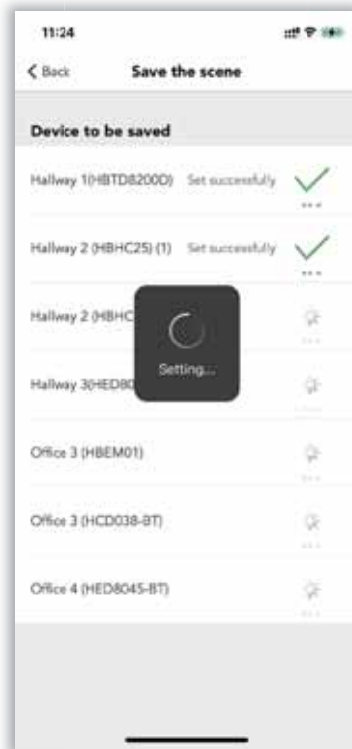 11:24
Back Save the scene
Device to be saved
Hallway 1(HBTD8200D) Set successfully
Hallway 2 (HBHC25) (1) Set successfully
Hallway 2 (HBHC
Setting...
Hallway 3(HED80
Office 3 (HBEM01)
Office 3 (HCD038-BT)
Office 4 (HED8045-BT)